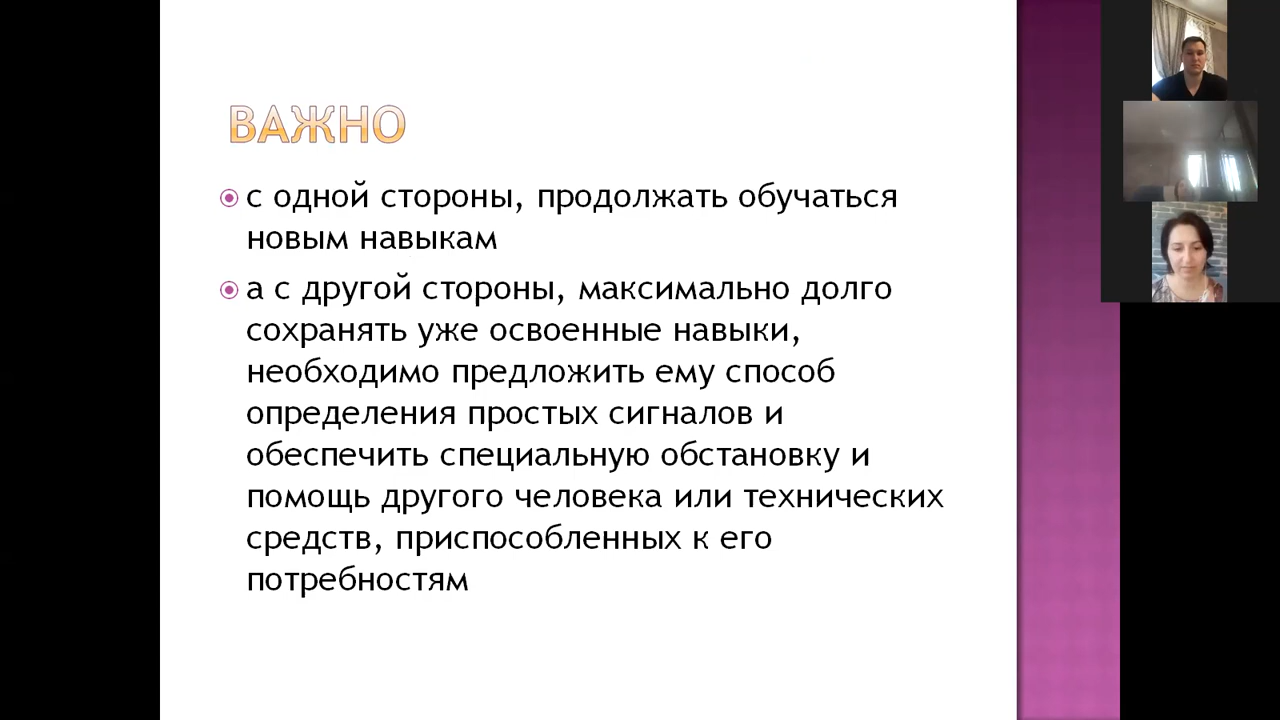 ВАЖНО
с одной стороны, продолжать обучаться
новым навыкам
а с другой стороны, максимально долго
сохранять уже освоенные навыки,
необходимо предложить ему способ
определения простых сигналов и
обеспечить специальную обстановку и
помощь другого человека или технических
средств, приспособленных к его
потребностям